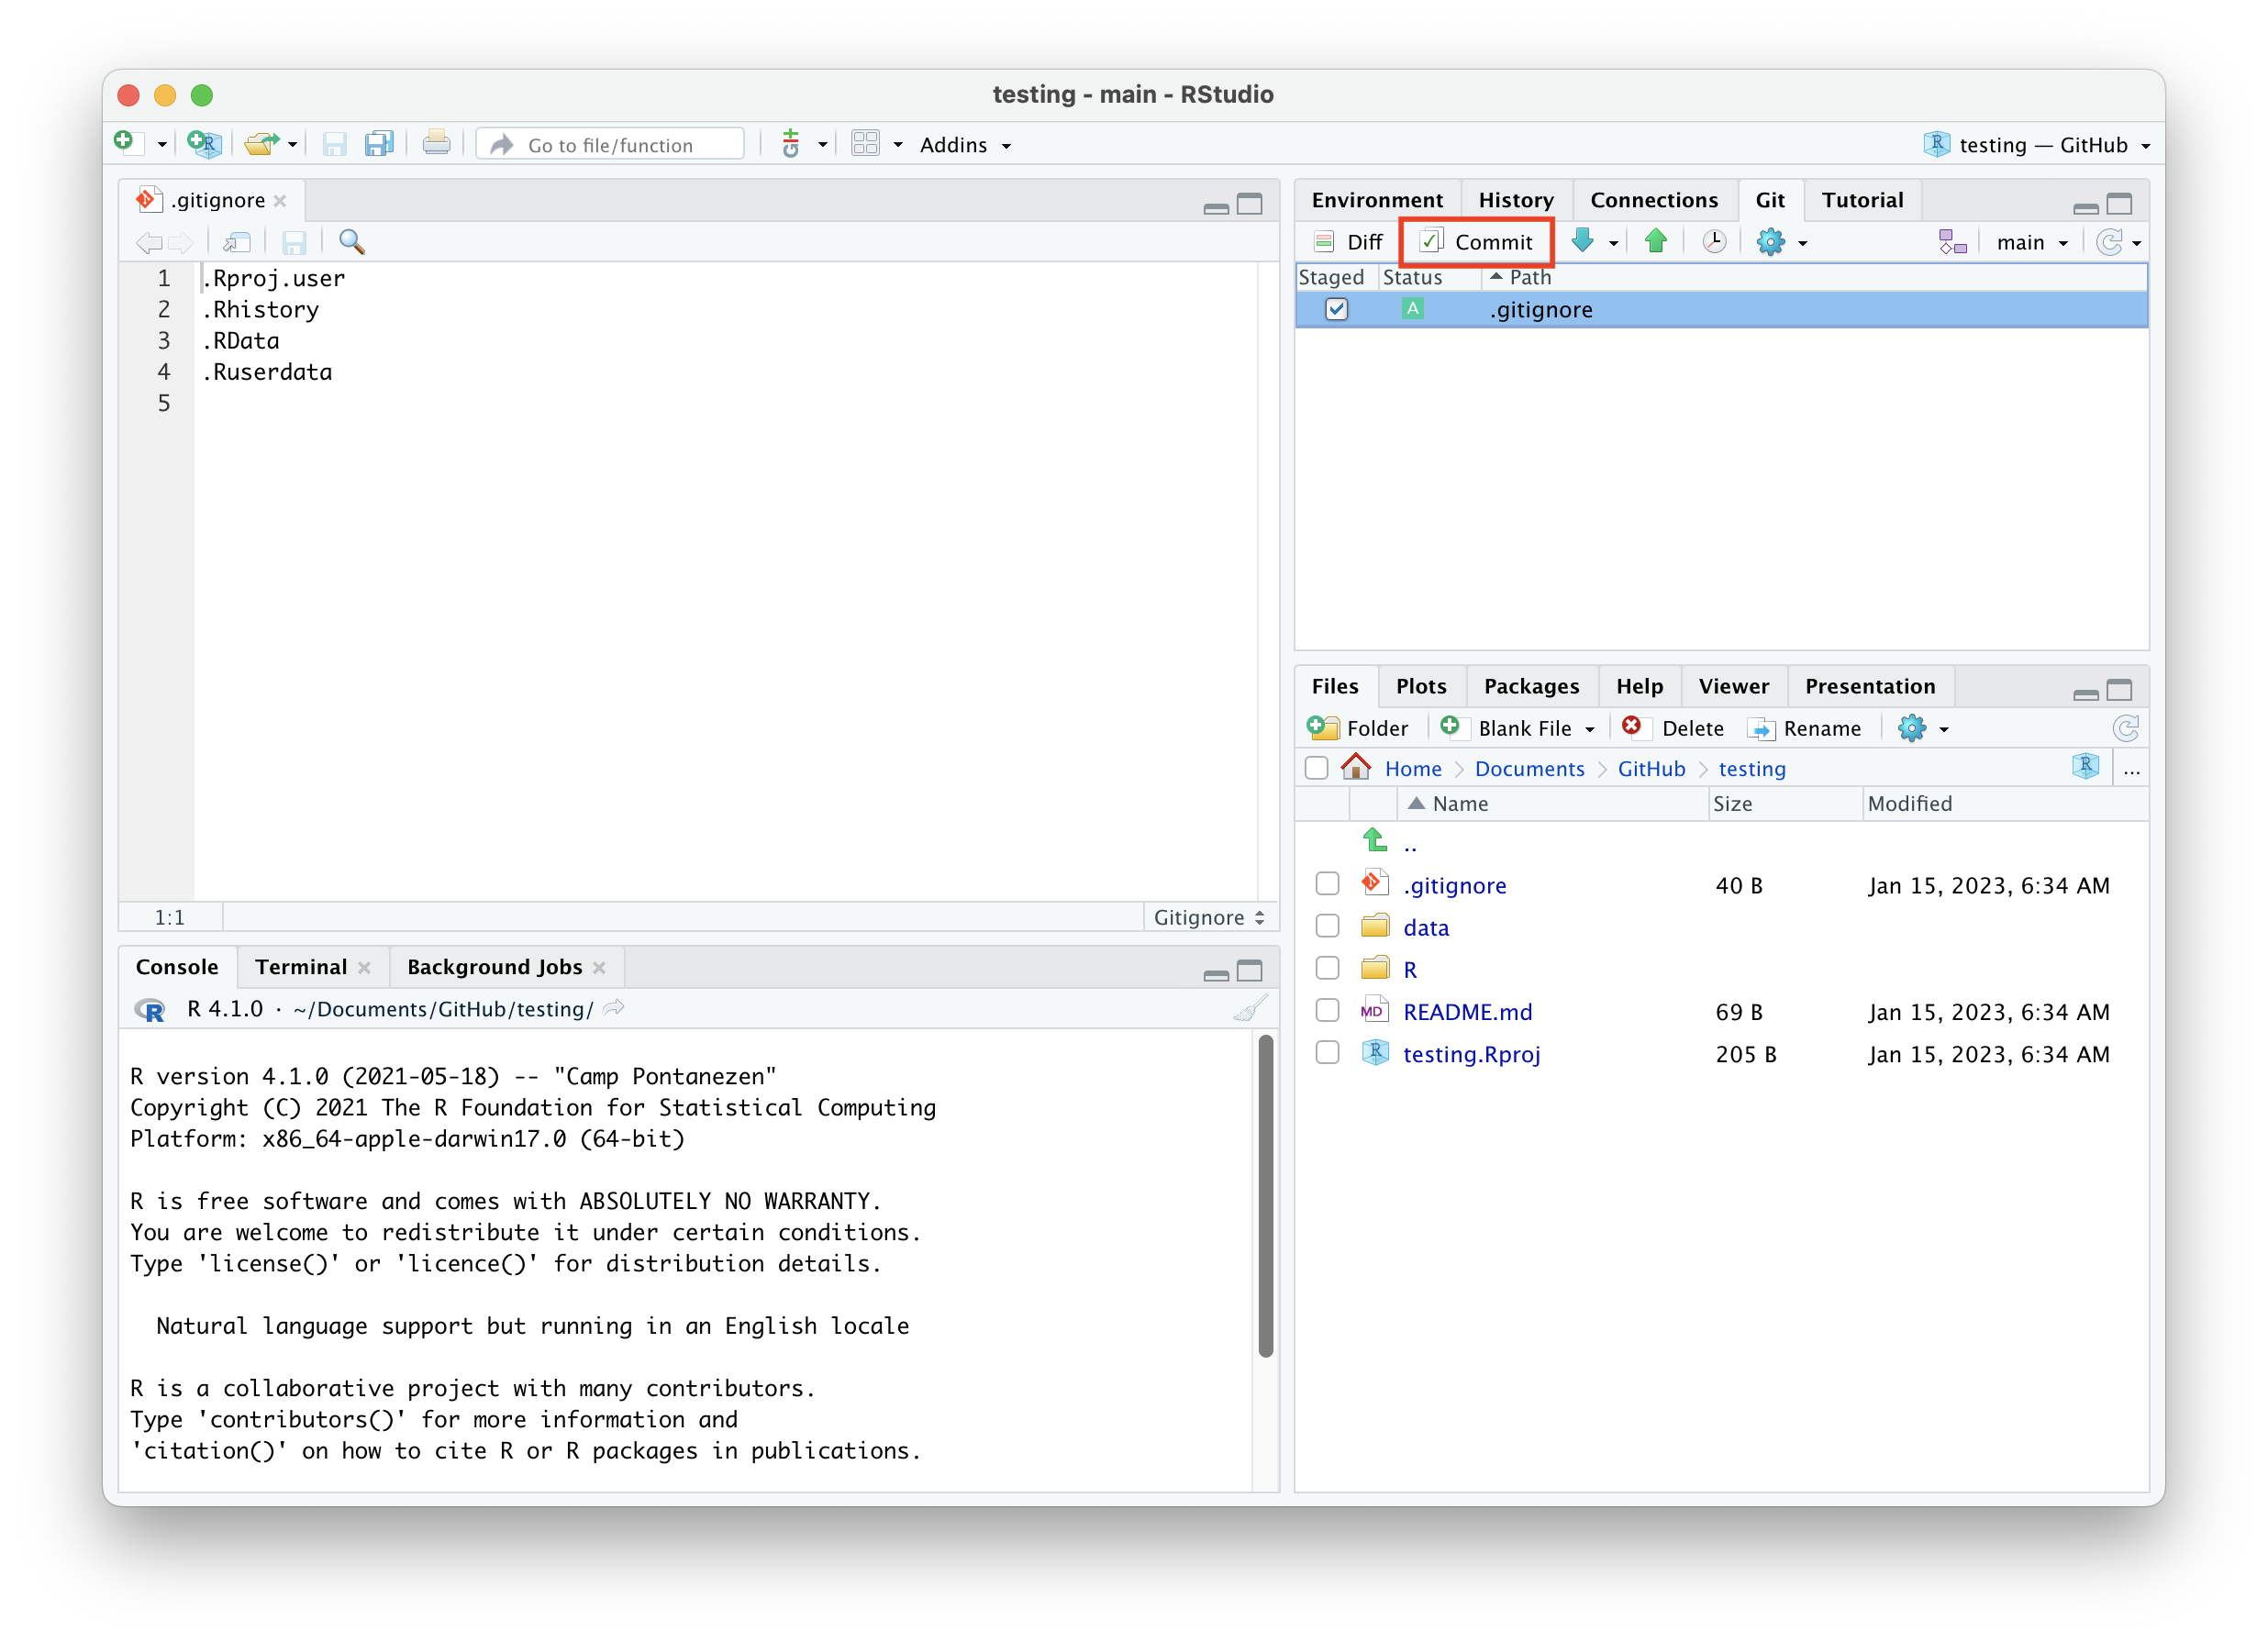 testing - main - RStudio
Go to file/function
Git
Addins
testing — GitHub
.gitignore
1 .Rproj.user
2 .Rhistory
3 .RData
4 .Ruserdata
5
1:1
Gitignore
Console Terminal Background Jobs
R 4.1.0 · ~/Documents/GitHub/testing/
R version 4.1.0 (2021-05-18) -- "Camp Pontanezen"
Copyright (C) 2021 The R Foundation for Statistical Computing
Platform: x86_64-apple-darwin17.0 (64-bit)
R is free software and comes with ABSOLUTELY NO WARRANTY.
You are welcome to redistribute it under certain conditions.
Type 'license()' or 'licence()' for distribution details.
Natural language support but running in an English locale
R is a collaborative project with many contributors.
Type 'contributors()' for more information and
'citation()' on how to cite R or R packages in publications.
Environment History Connections Git Tutorial
Diff Commit main
Staged Status Path
A .gitignore
Files Plots Packages Help Viewer Presentation
Folder Blank File Delete Rename
Home Documents GitHub testing R ...
Name Size Modified
..
.gitignore 40 B Jan 15, 2023, 6:34 AM
data
R
MD README.md 69 B Jan 15, 2023, 6:34 AM
R testing.Rproj 205 B Jan 15, 2023, 6:34 AM